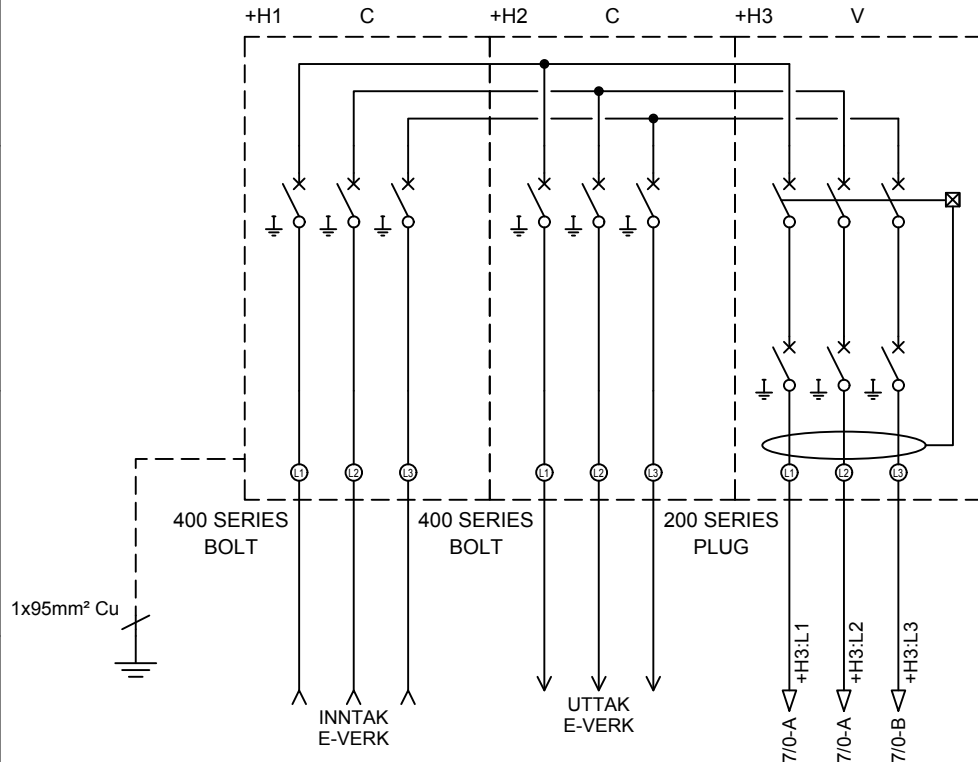 +H1 C +H2 C +H3 V
L1 L2 L3 L1 L2 L3 L1 L2 L3
400 SERIES
BOLT
400 SERIES
BOLT
200 SERIES
PLUG
1x95mm² Cu
INNTAK
E-VERK
UTTAK
E-VERK
+H3:L1
+H3:L2
+H3:L3
7/0-A
7/0-A
7/0-B